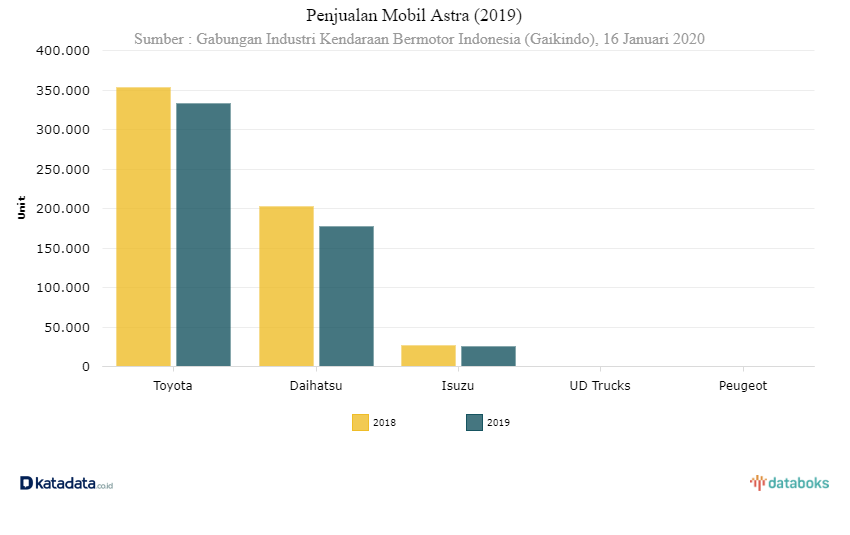 Penjualan Mobil Astra (2019)
Sumber : Gabungan Industri Kendaraan Bermotor Indonesia (Gaikindo), 16 Januari 2020
400.000
350.000
300.000
250.000
200.000
150.000
100.000
50.000
0
Unit
Toyota Daihatsu Isuzu UD Trucks Peugeot
2018 2019
katadata.co.id databoks